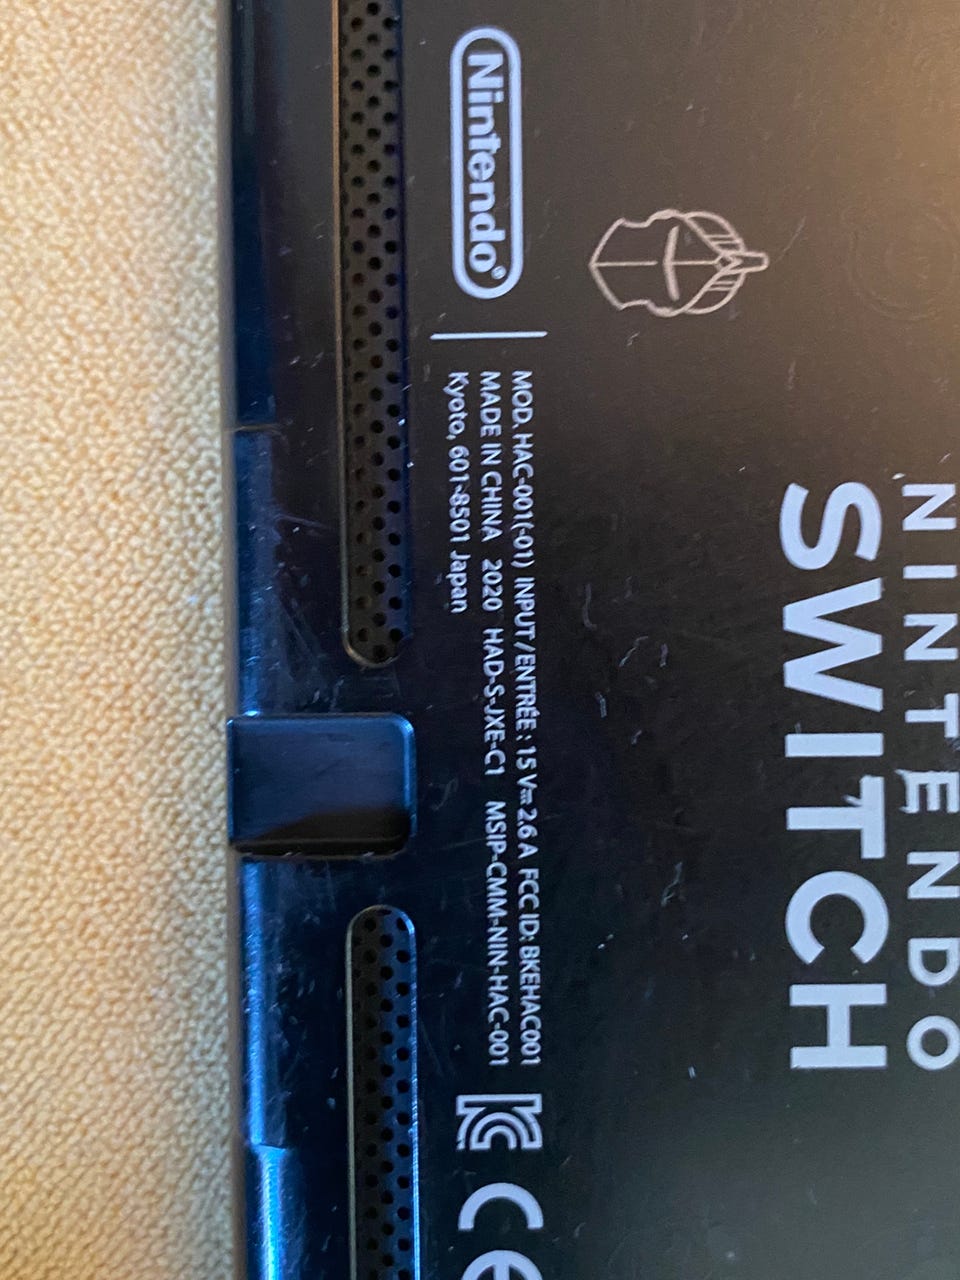 NINTENDO
SWITCH
Nintendo®
MOD. HAC-001(-01) INPUT/ENTRÉE : 15 V⎓ 2.6 A FCC ID: BKEHAC001
MADE IN CHINA 2020 HAD-S-JXE-C1 MSIP-CMM-NIN-HAC-001
Kyoto, 601-8501 Japan
CE